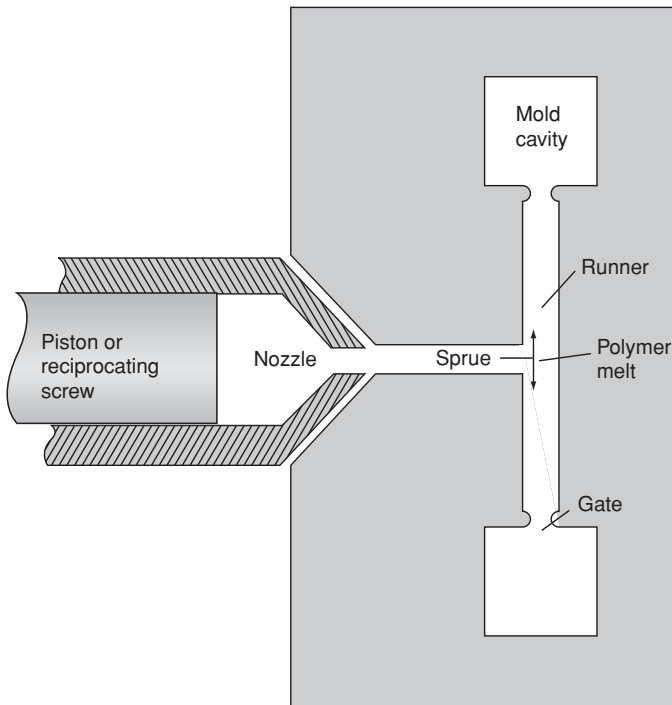 Mold
cavity
Runner
Piston or
reciprocating
screw
Nozzle
Sprue
Polymer
melt
Gate